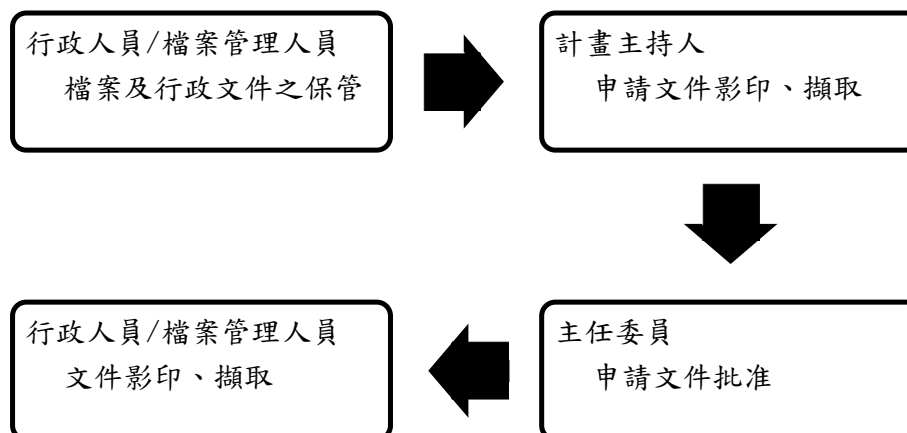 行政人員/檔案管理人員
檔案及行政文件之保管
計畫主持人
申請文件影印、擷取
主任委員
申請文件批准
行政人員/檔案管理人員
文件影印、擷取